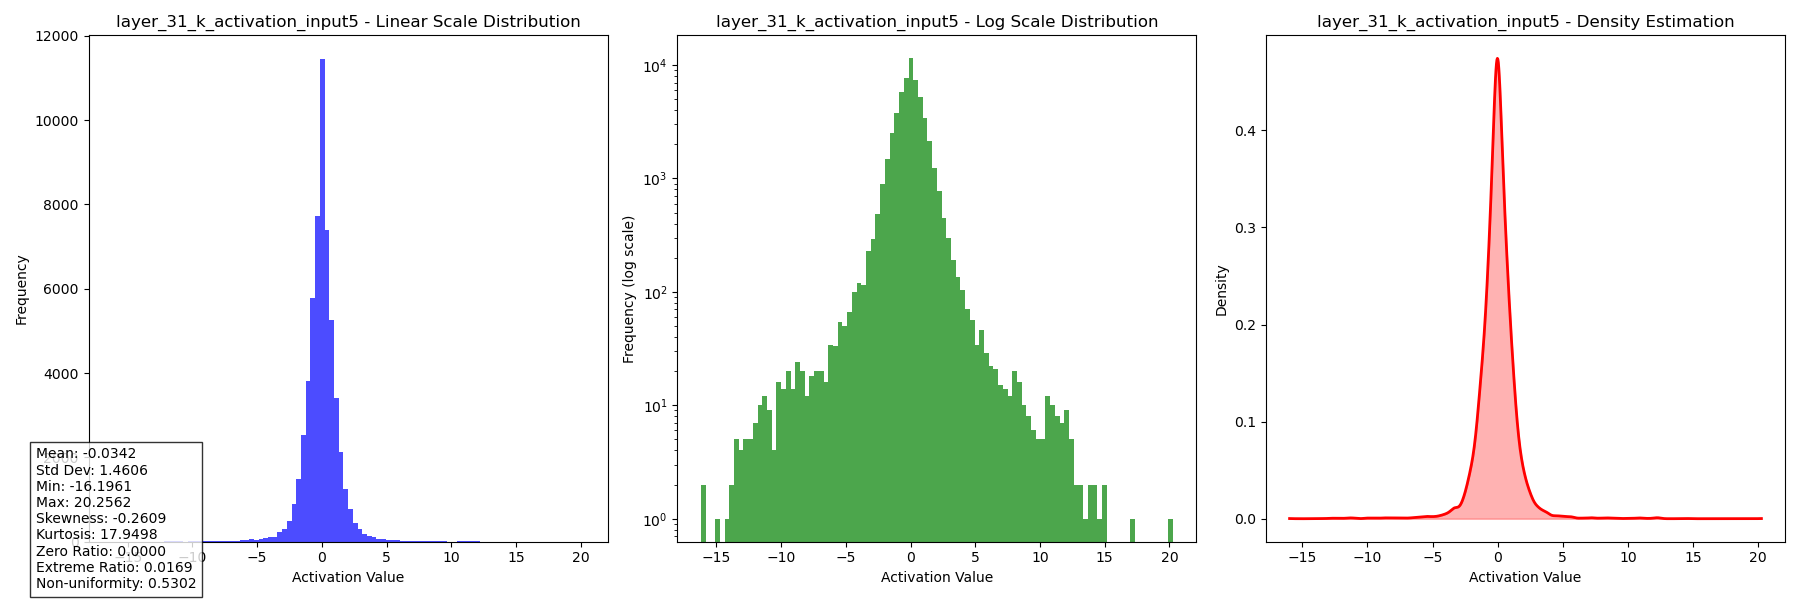 layer_31_k_activation_input5 - Linear Scale Distribution
12000
10000
8000
6000
4000
2000
0
Frequency
−15
−10
−5
0
5
10
15
20
Activation Value
Mean: -0.0342
Std Dev: 1.4606
Min: -16.1961
Max: 20.2562
Skewness: -0.2609
Kurtosis: 17.9498
Zero Ratio: 0.0000
Extreme Ratio: 0.0169
Non-uniformity: 0.5302
layer_31_k_activation_input5 - Log Scale Distribution
10⁴
10³
10²
10¹
10⁰
Frequency (log scale)
−15
−10
−5
0
5
10
15
20
Activation Value
layer_31_k_activation_input5 - Density Estimation
0.4
0.3
0.2
0.1
0.0
Density
−15
−10
−5
0
5
10
15
20
Activation Value